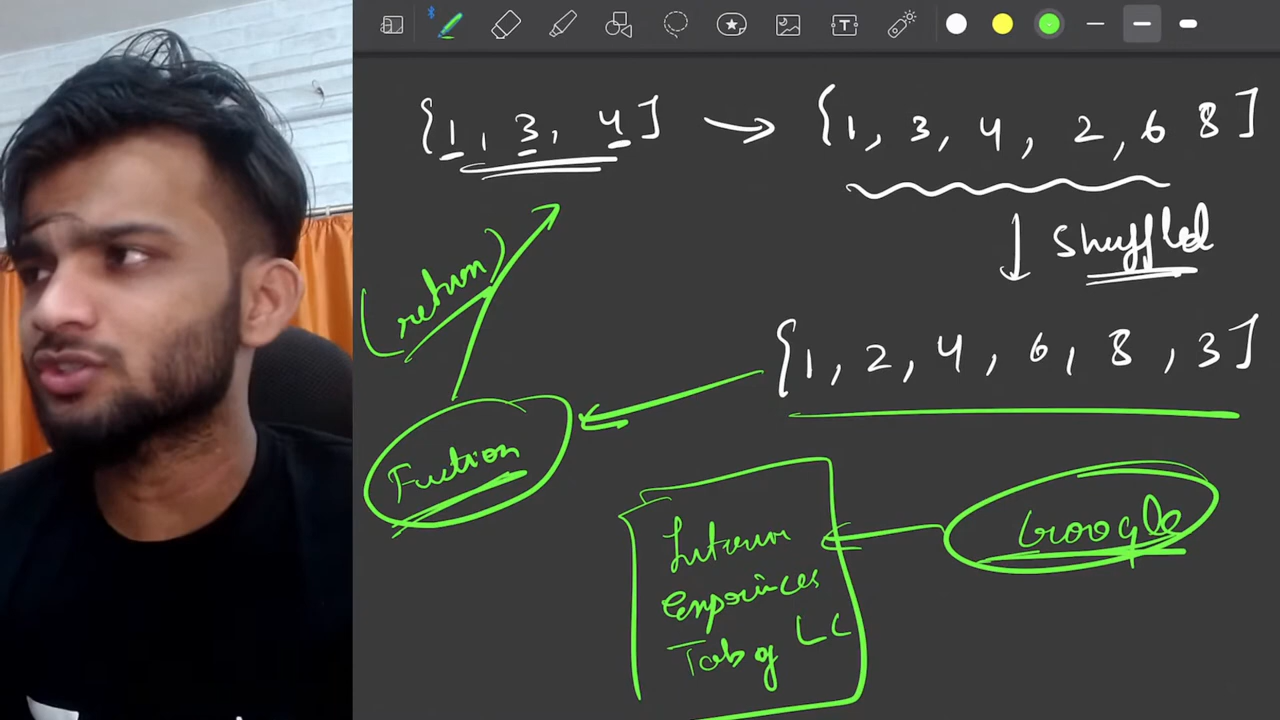 {1, 3, 4] → {1, 3, 4, 2, 6 8]
Shuffled
(return)
{1, 2, 4, 6, 8, 3]
Fuction
Google
Interview
Experiences
Tab of LC
T